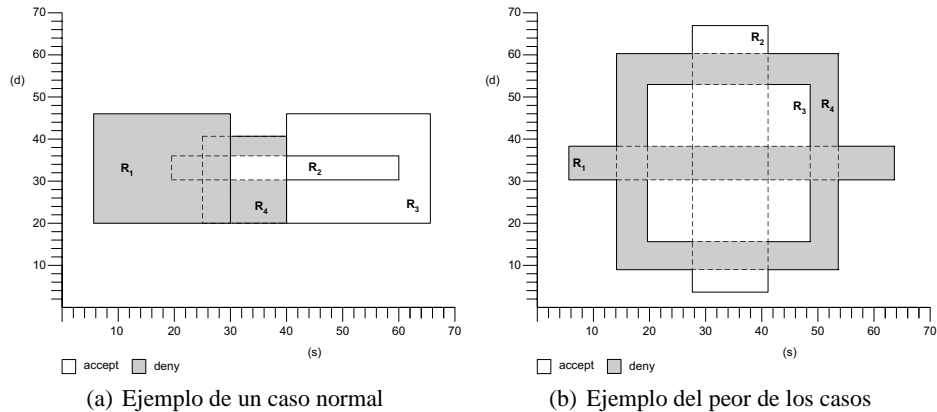 70
60
(d)
50
40
30
20
10
R1
R2
R4
R3
10 20 30 40 50 60 70
(s)
accept deny
(a) Ejemplo de un caso normal
70
60
(d)
50
40
30
20
10
R2
R3
R4
R1
10 20 30 40 50 60 70
(s)
accept deny
(b) Ejemplo del peor de los casos